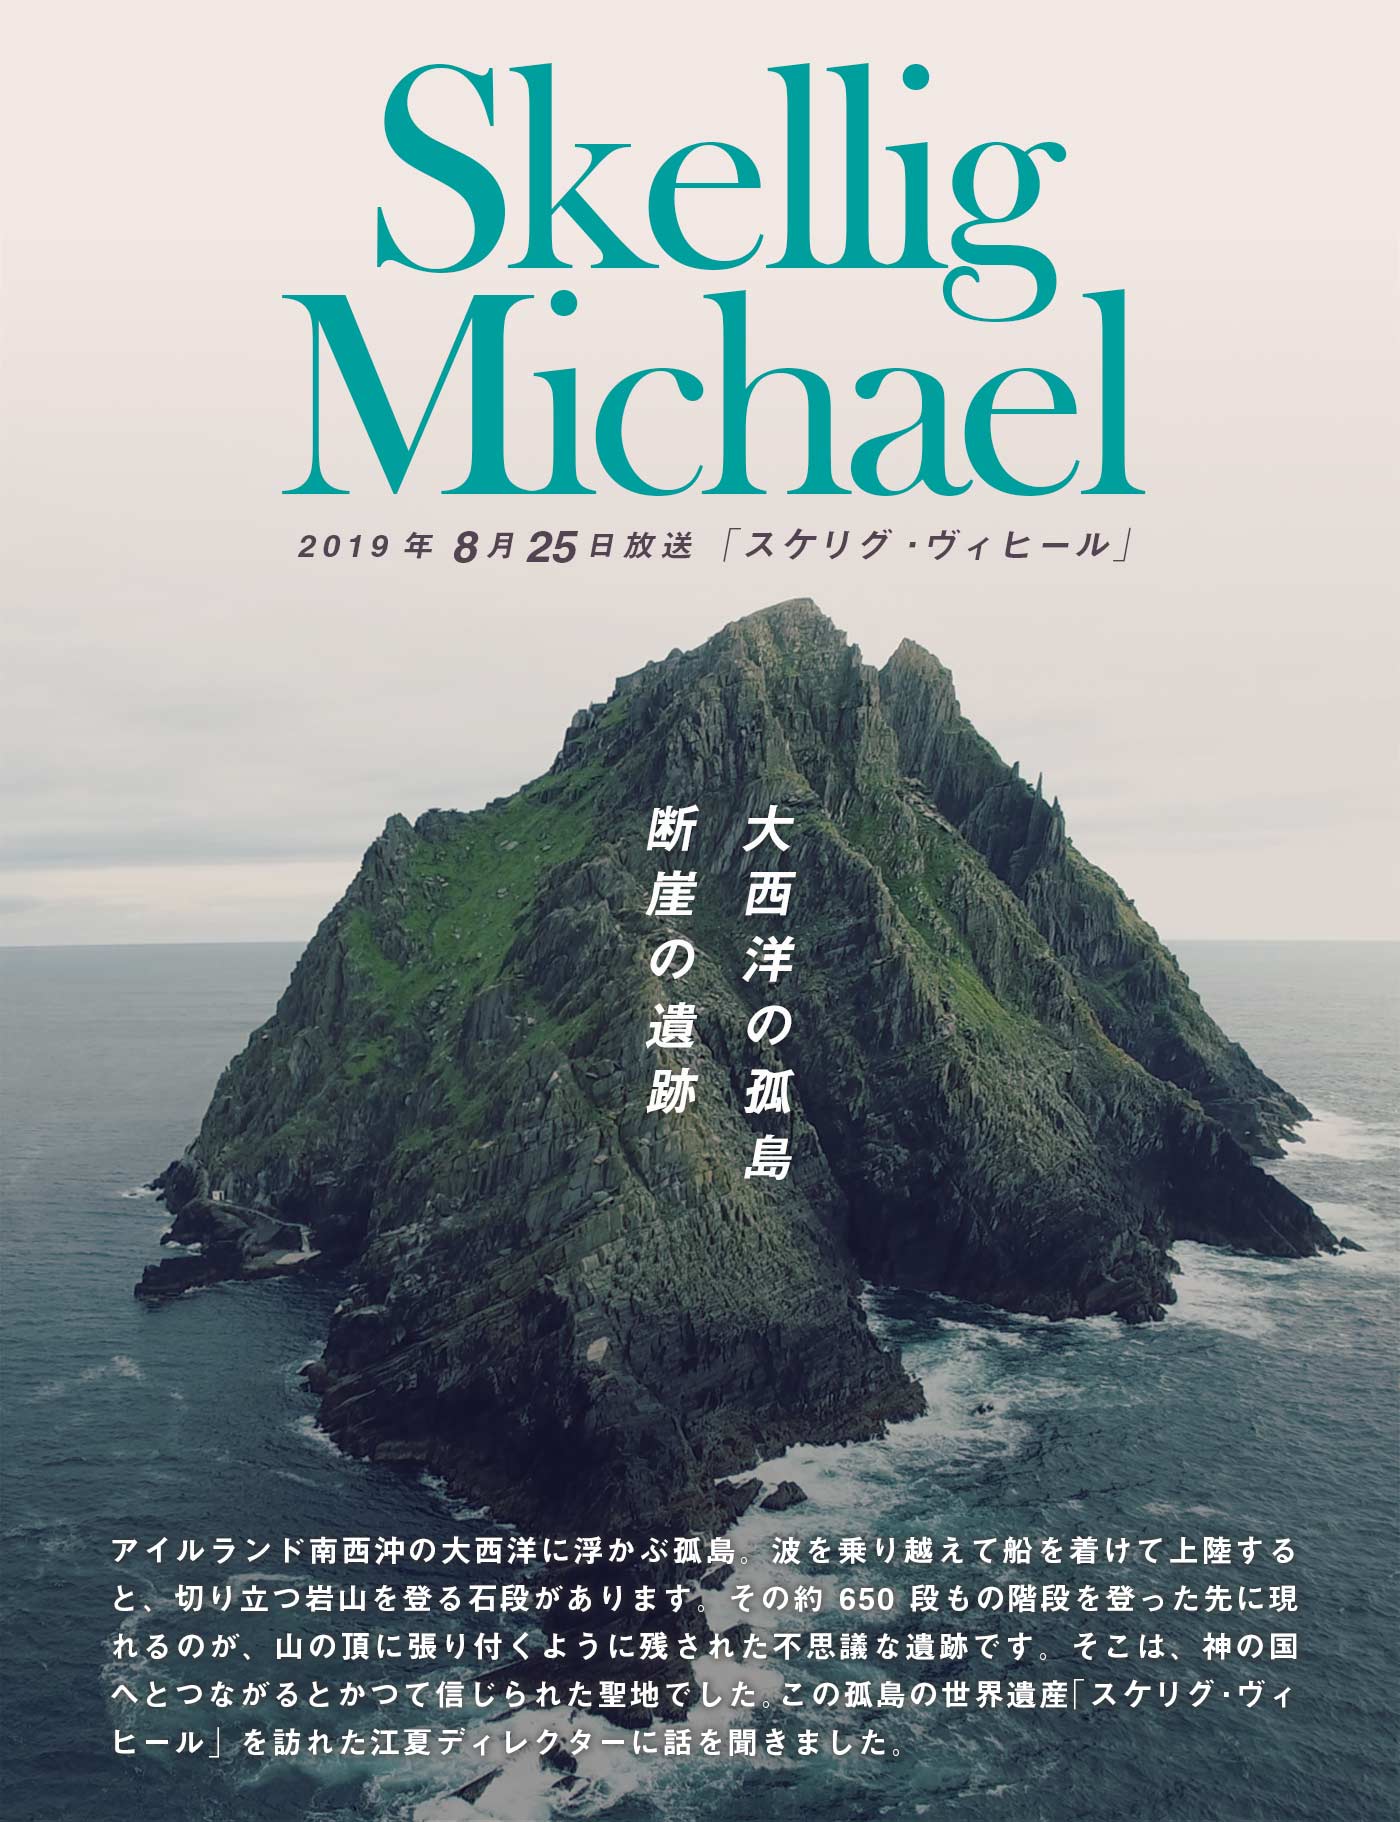 Skellig
Michael
2019年 8月25日放送「スケリグ・ヴィヒール」
大西洋の孤島
断崖の遺跡
アイルランド南西沖の大西洋に浮かぶ孤島。波を乗り越えて船を着けて上陸する
と、切り立つ岩山を登る石段があります。その約 650 段もの階段を登った先に現
れるのが、山の頂に張り付くように残された不思議な遺跡です。そこは、神の国
へとつながるとかつて信じられた聖地でした。この孤島の世界遺産「スケリグ・ヴィ
ヒール」を訪れた江夏ディレクターに話を聞きました。